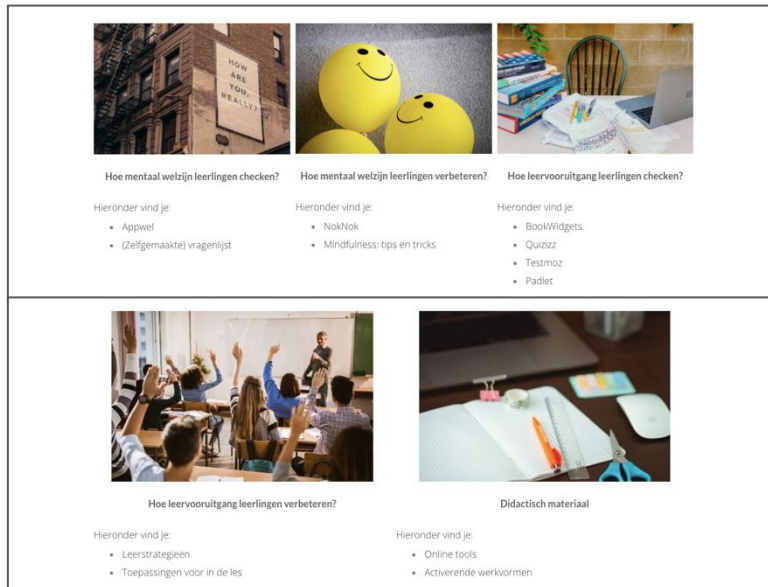 HOW
ARE
YOU,
REALLY?
Hoe mentaal welzijn leerlingen checken?
Hieronder vind je:
• Appwel
• (Zelfgemaakte) vragenlijst
Hoe mentaal welzijn leerlingen verbeteren?
Hieronder vind je:
• NokNok
• Mindfulness: tips en tricks
Hoe leervooruitgang leerlingen checken?
Hieronder vind je:
• BookWidgets
• Quizizz
• Testmoz
• Padlet
Hoe leervooruitgang leerlingen verbeteren?
Hieronder vind je:
• Leerstrategieën
• Toepassingen voor in de les
Didactisch materiaal
Hieronder vind je:
• Online tools
• Activerende werkvormen